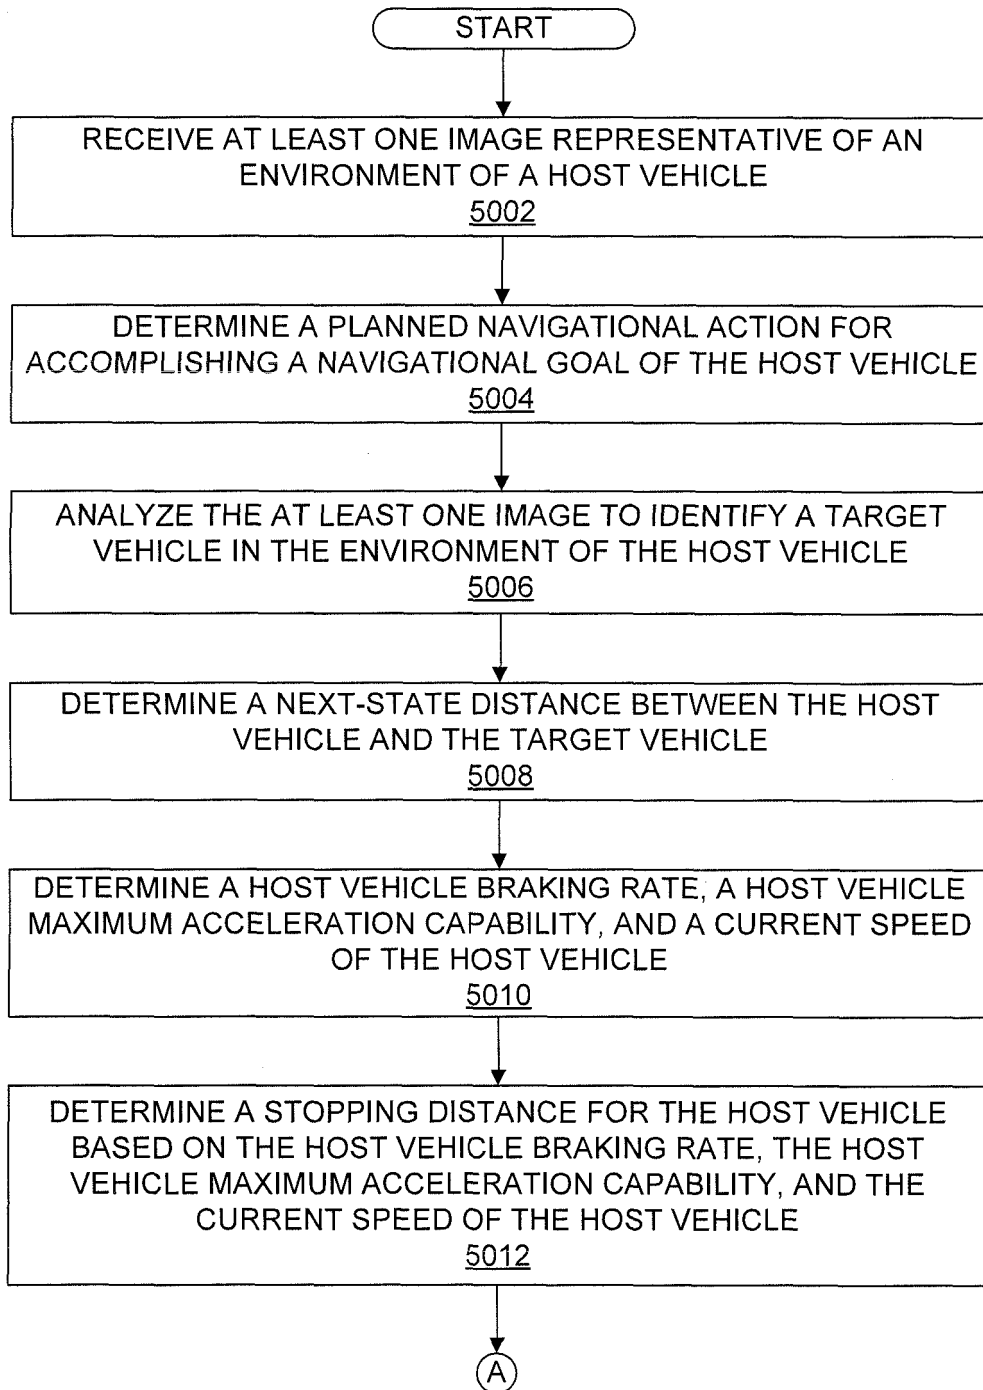 START
RECEIVE AT LEAST ONE IMAGE REPRESENTATIVE OF AN
ENVIRONMENT OF A HOST VEHICLE
5002
DETERMINE A PLANNED NAVIGATIONAL ACTION FOR
ACCOMPLISHING A NAVIGATIONAL GOAL OF THE HOST VEHICLE
5004
ANALYZE THE AT LEAST ONE IMAGE TO IDENTIFY A TARGET
VEHICLE IN THE ENVIRONMENT OF THE HOST VEHICLE
5006
DETERMINE A NEXT-STATE DISTANCE BETWEEN THE HOST
VEHICLE AND THE TARGET VEHICLE
5008
DETERMINE A HOST VEHICLE BRAKING RATE, A HOST VEHICLE
MAXIMUM ACCELERATION CAPABILITY, AND A CURRENT SPEED
OF THE HOST VEHICLE
5010
DETERMINE A STOPPING DISTANCE FOR THE HOST VEHICLE
BASED ON THE HOST VEHICLE BRAKING RATE, THE HOST
VEHICLE MAXIMUM ACCELERATION CAPABILITY, AND THE
CURRENT SPEED OF THE HOST VEHICLE
5012
A